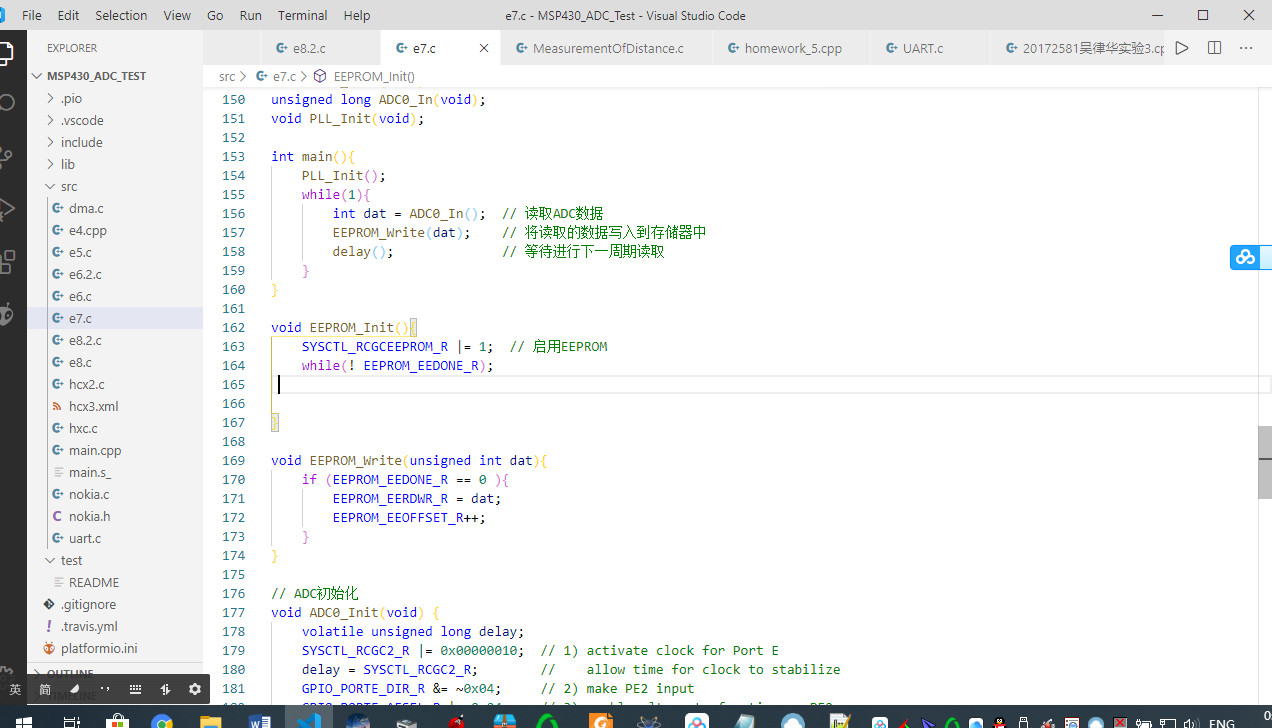 File Edit Selection View Go Run Terminal Help e7.c - MSP430_ADC_Test - Visual Studio Code
EXPLORER
e8.2.c e7.c MeasurementOfDistance.c homework_5.cpp UART.c 20172581吴律华实验3.cp
MSP430_ADC_TEST
src > e7.c > EEPROM_Init()
.pio
.vscode
include
lib
src
dma.c
e4.cpp
e5.c
e6.2.c
e6.c
e7.c
e8.2.c
e8.c
hcx2.c
hcx3.xml
hxc.c
main.cpp
main.s_
nokia.c
nokia.h
uart.c
test
README
.gitignore
.travis.yml
platformio.ini
OUTLINE
TIMELINE
150 unsigned long ADC0_In(void);
151 void PLL_Init(void);
152
153 int main(){
154 PLL_Init();
155 while(1){
156 int dat = ADC0_In(); // 读取ADC数据
157 EEPROM_Write(dat); // 将读取的数据写入到存储器中
158 delay(); // 等待进行下一周期读取
159 }
160 }
161
162 void EEPROM_Init(){
163 SYSCTL_RCGCEEPROM_R |= 1; // 启用EEPROM
164 while(! EEPROM_EEDONE_R);
165
166
167 }
168
169 void EEPROM_Write(unsigned int dat){
170 if (EEPROM_EEDONE_R == 0 ){
171 EEPROM_EERDWR_R = dat;
172 EEPROM_EEOFFSET_R++;
173 }
174 }
175
176 // ADC初始化
177 void ADC0_Init(void) {
178 volatile unsigned long delay;
179 SYSCTL_RCGC2_R |= 0x00000010; // 1) activate clock for Port E
180 delay = SYSCTL_RCGC2_R; // allow time for clock to stabilize
181 GPIO_PORTE_DIR_R &= ~0x04; // 2) make PE2 input
英 简
ENG